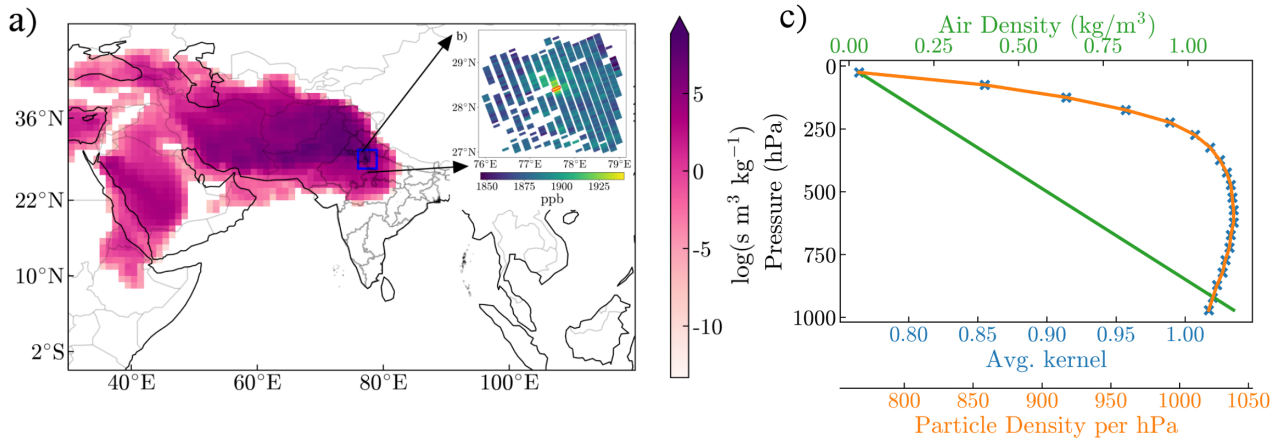 a)
36°N
22°N
10°N
2°S
40°E
60°E
80°E
100°E
b)
29°N
28°N
27°N
76°E
77°E
78°E
79°E
1850
1875
1900
1925
ppb
5
0
-5
-10
log(s m³ kg⁻¹)
c)
Air Density (kg/m³)
0.00
0.25
0.50
0.75
1.00
0
250
500
750
1000
Pressure (hPa)
0.80
0.85
0.90
0.95
1.00
Avg. kernel
800
850
900
950
1000
1050
Particle Density per hPa